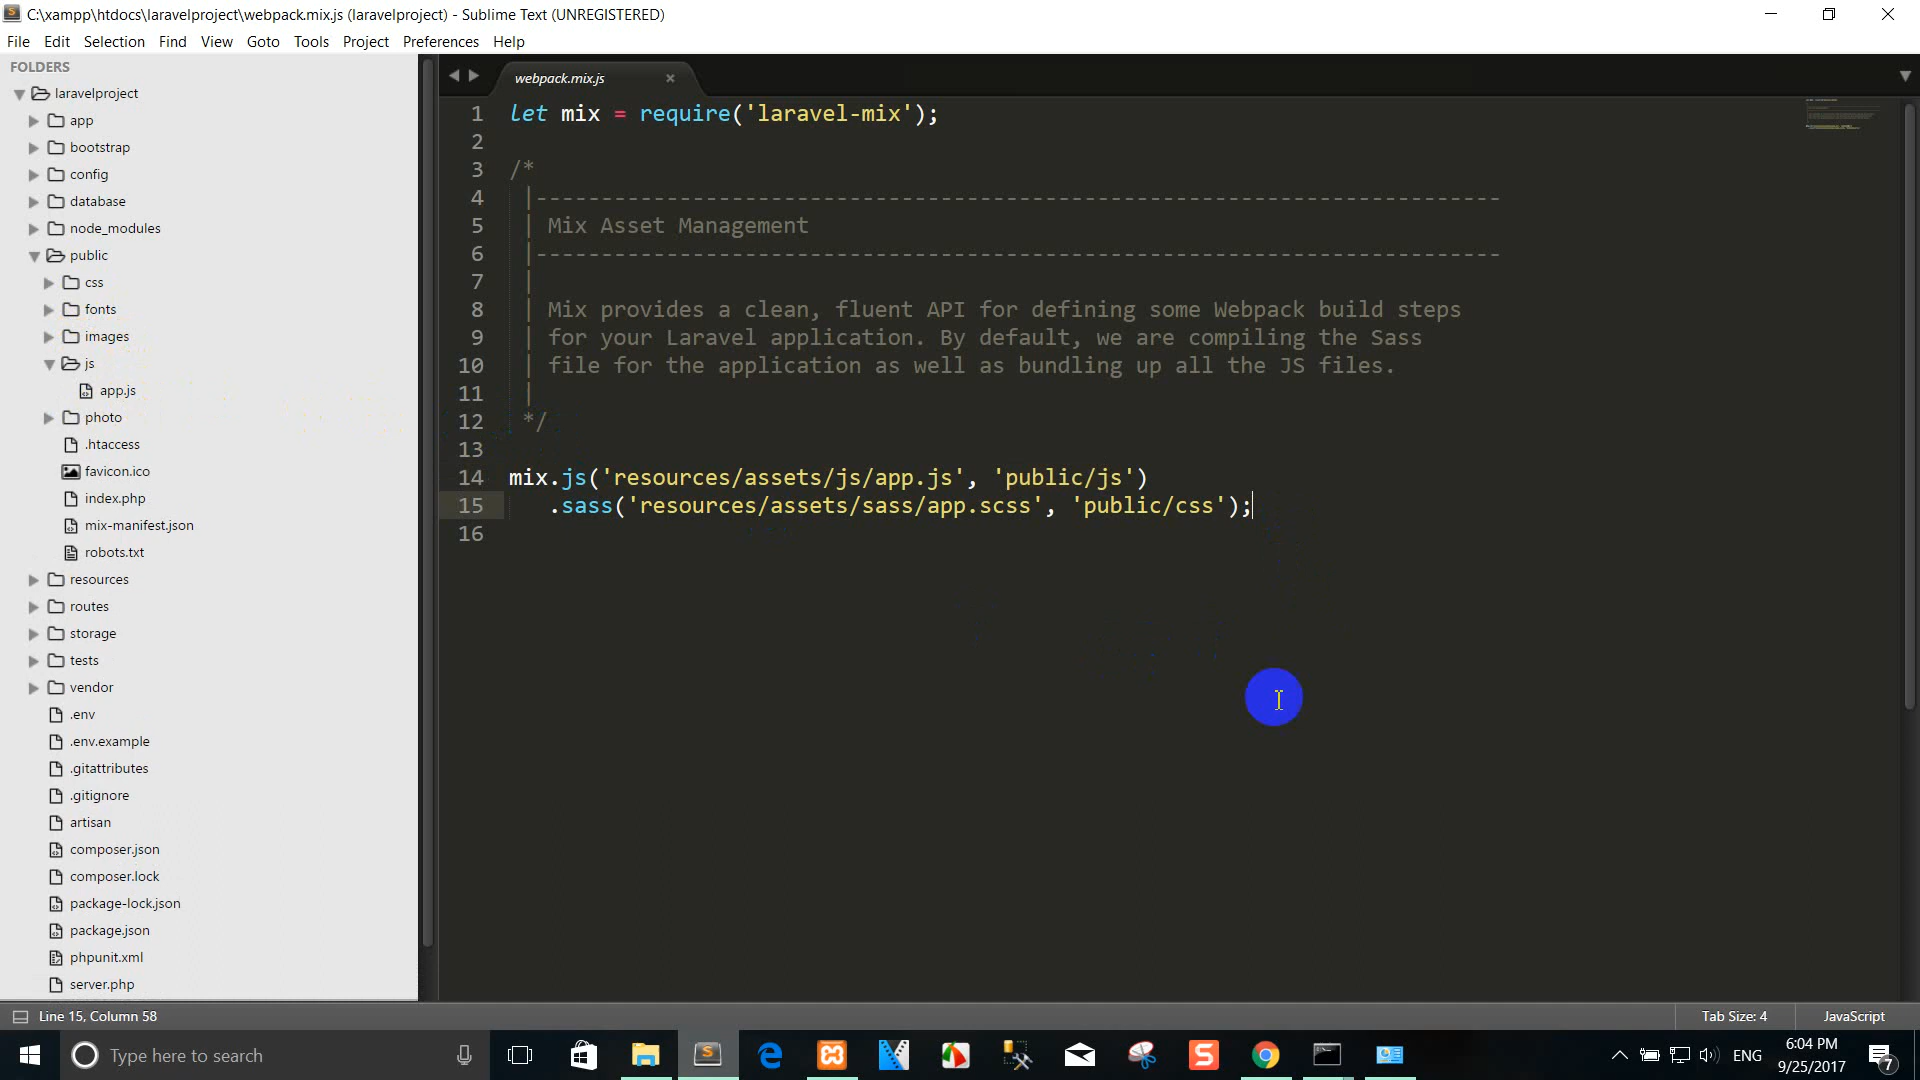 C:\xampp\htdocs\laravelproject\webpack.mix.js (laravelproject) - Sublime Text (UNREGISTERED)
File Edit Selection Find View Goto Tools Project Preferences Help
FOLDERS
laravelproject
app
bootstrap
config
database
node_modules
public
css
fonts
images
js
app.js
photo
.htaccess
favicon.ico
index.php
mix-manifest.json
robots.txt
resources
routes
storage
tests
vendor
.env
.env.example
.gitattributes
.gitignore
artisan
composer.json
composer.lock
package-lock.json
package.json
phpunit.xml
server.php
webpack.mix.js
1 let mix = require('laravel-mix');
2
3 /*
4 |--------------------------------------------------------------------------
5 | Mix Asset Management
6 |--------------------------------------------------------------------------
7 |
8 | Mix provides a clean, fluent API for defining some Webpack build steps
9 | for your Laravel application. By default, we are compiling the Sass
10 | file for the application as well as bundling up all the JS files.
11 |
12 */
13
14 mix.js('resources/assets/js/app.js', 'public/js')
15 .sass('resources/assets/sass/app.scss', 'public/css');
16
Line 15, Column 58
Tab Size: 4
JavaScript
Type here to search
ENG
6:04 PM
9/25/2017
7